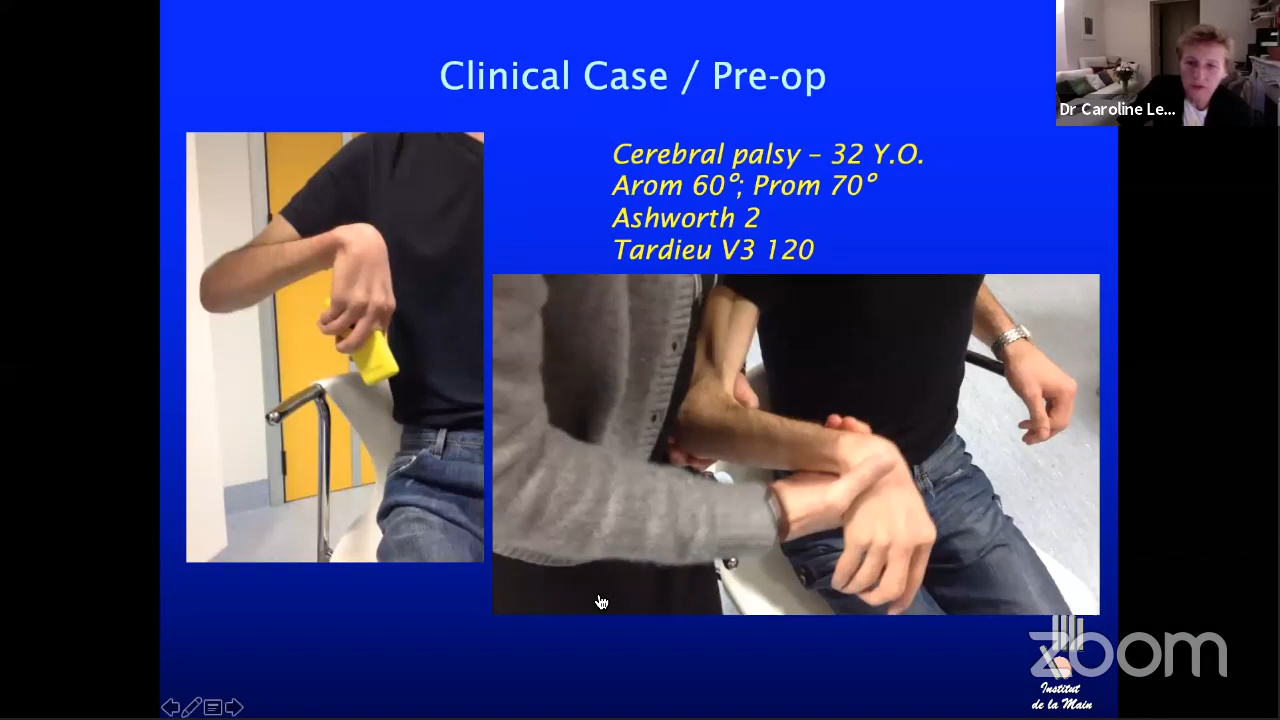 Clinical Case / Pre-op
Dr Caroline Le...
Cerebral palsy – 32 Y.O.
Arom 60°; Prom 70°
Ashworth 2
Tardieu V3 120
zoom
Institut
de la Main